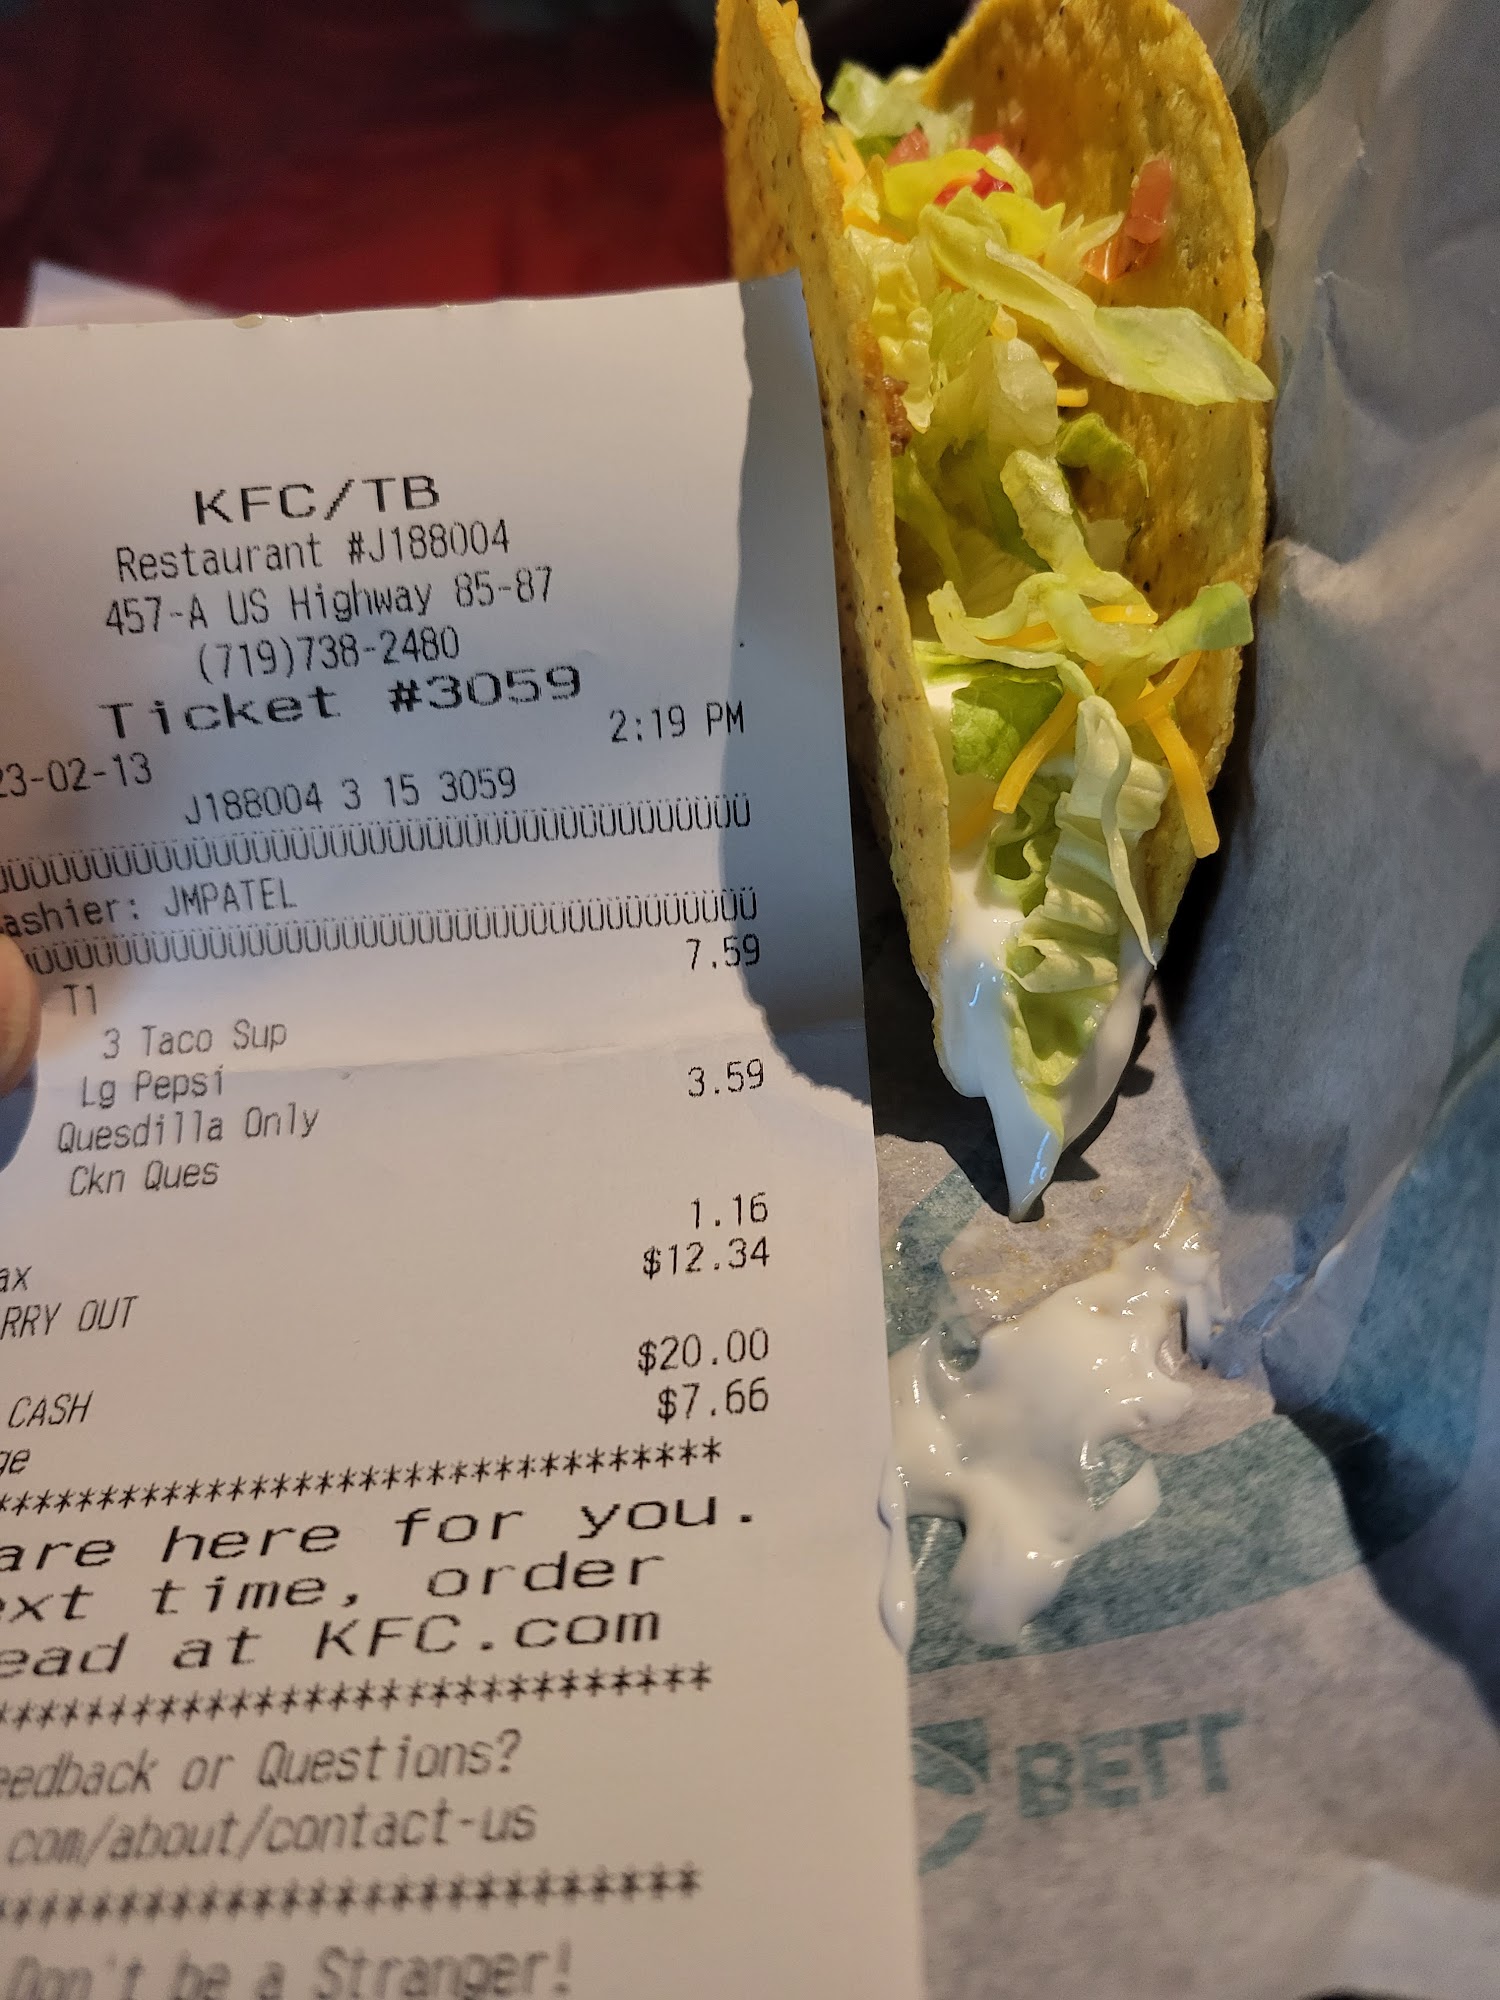 KFC/TB
Restaurant #J188004
457-A US Highway 85-87
(719)738-2480
Ticket #3059
23-02-13 2:19 PM
J188004 3 15 3059
ÜÜÜÜÜÜÜÜÜÜÜÜÜÜÜÜÜÜÜÜÜÜÜÜÜÜÜÜÜÜÜÜÜÜÜÜÜÜ
ashier: JMPATEL
ÜÜÜÜÜÜÜÜÜÜÜÜÜÜÜÜÜÜÜÜÜÜÜÜÜÜÜÜÜÜÜÜÜÜÜÜÜÜ
T1 7.59
3 Taco Sup
Lg Pepsi
Quesdilla Only 3.59
Ckn Ques
ax 1.16
RRY OUT $12.34
CASH $20.00
ge $7.66
******************************
are here for you.
ext time, order
ead at KFC.com
******************************
eedback or Questions?
.com/about/contact-us
******************************
Don't be a Stranger!
BELL